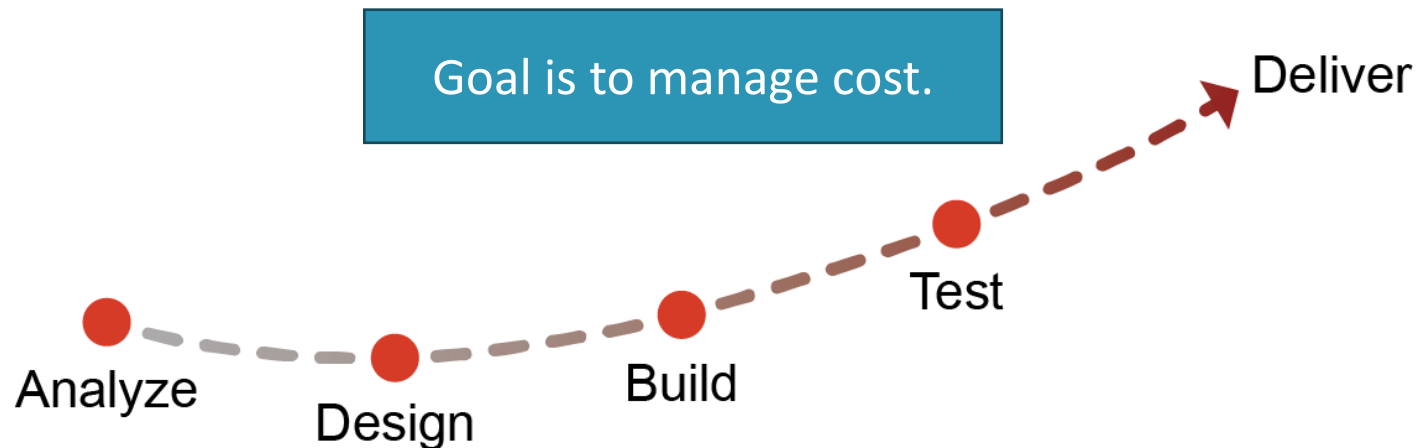 Goal is to manage cost.
Deliver
Test
Build
Analyze
Design